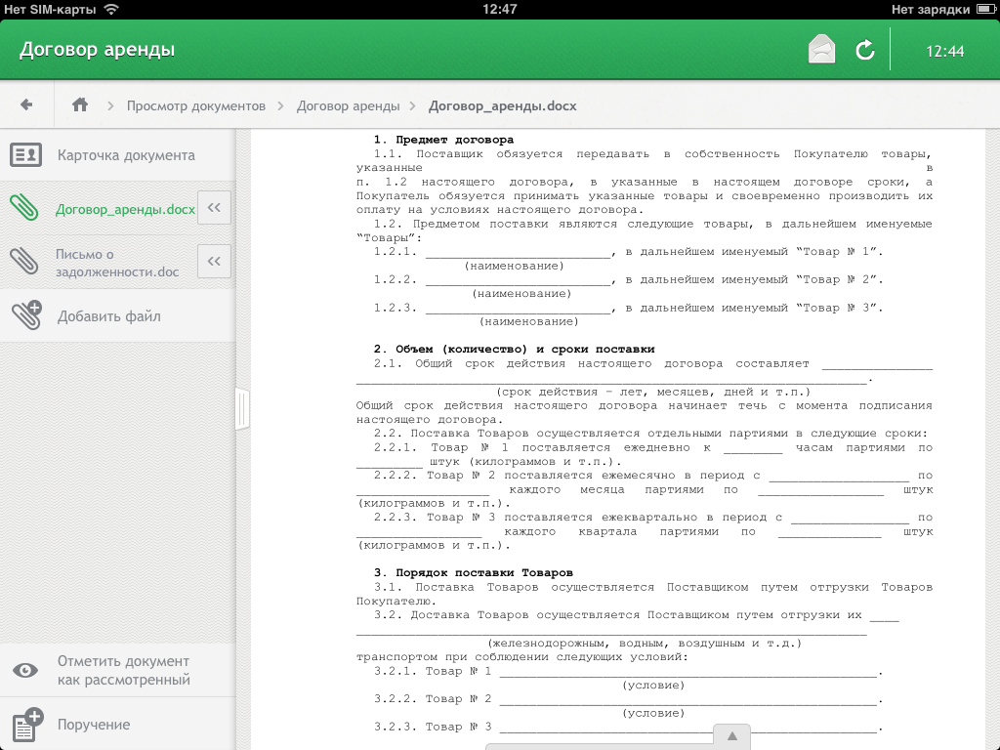 Нет SIM-карты
12:47
Нет зарядки
Договор аренды
12:44
Просмотр документов
Договор аренды
Договор_аренды.docx
Карточка документа
Договор_аренды.docx
Письмо о
задолженности.doc
Добавить файл
Отметить документ
как рассмотренный
Поручение
1. Предмет договора
1.1. Поставщик обязуется передавать в собственность Покупателю товары,
указанные в
п. 1.2 настоящего договора, в указанные в настоящем договоре сроки, а
Покупатель обязуется принимать указанные товары и своевременно производить их
оплату на условиях настоящего договора.
1.2. Предметом поставки являются следующие товары, в дальнейшем именуемые
“Товары”:
1.2.1. _________________________, в дальнейшем именуемый “Товар № 1”.
(наименование)
1.2.2. _________________________, в дальнейшем именуемый “Товар № 2”.
(наименование)
1.2.3. _________________________, в дальнейшем именуемый “Товар № 3”.
(наименование)
2. Объем (количество) и сроки поставки
2.1. Общий срок действия настоящего договора составляет _______________
_____________________________________________________________________.
(срок действия – лет, месяцев, дней и т.п.)
Общий срок действия настоящего договора начинает течь с момента подписания
настоящего договора.
2.2. Поставка Товаров осуществляется отдельными партиями в следующие сроки:
2.2.1. Товар № 1 поставляется ежедневно к ________ часам партиями по
_________ штук (килограммов и т.п.).
2.2.2. Товар № 2 поставляется ежемесячно в период с ___________________ по
__________________ каждого месяца партиями по _________________ штук
(килограммов и т.п.).
2.2.3. Товар № 3 поставляется ежеквартально в период с ________________ по
_________________ каждого квартала партиями по ______________ штук
(килограммов и т.п.).
3. Порядок поставки Товаров
3.1. Поставка Товаров осуществляется Поставщиком путем отгрузки Товаров
Покупателю.
3.2. Доставка Товаров осуществляется Поставщиком путем отгрузки их ____
_____________________________________________________________________
(железнодорожным, водным, воздушным и т.д.)
транспортом при соблюдении следующих условий:
3.2.1. Товар № 1 ___________________________________________________.
(условие)
3.2.2. Товар № 2 ___________________________________________________.
(условие)
3.2.3. Товар № 3 ___________________________________________________.